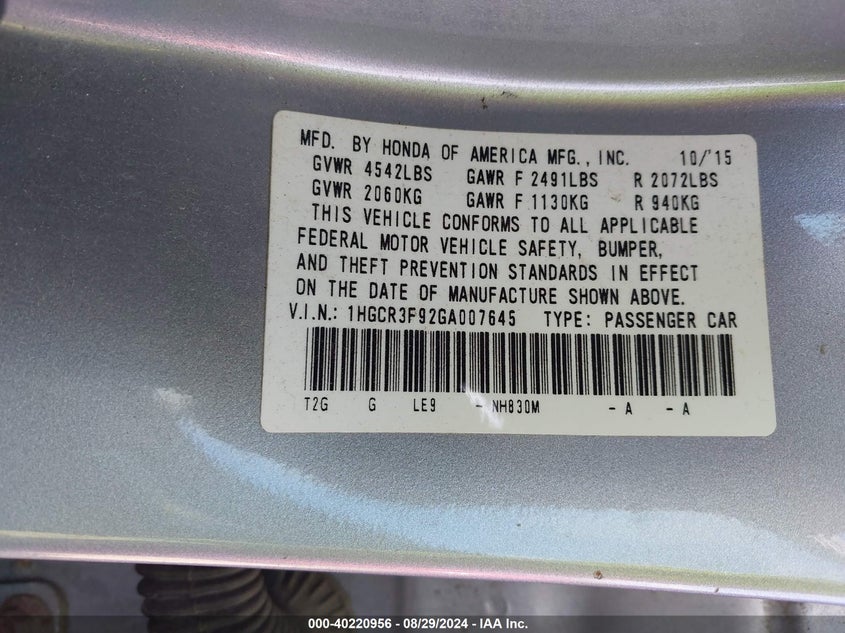 MFD. BY HONDA OF AMERICA MFG., INC. 10/'15
GVWR 4542LBS GAWR F 2491LBS R 2072LBS
GVWR 2060KG GAWR F 1130KG R 940KG
THIS VEHICLE CONFORMS TO ALL APPLICABLE
FEDERAL MOTOR VEHICLE SAFETY, BUMPER,
AND THEFT PREVENTION STANDARDS IN EFFECT
ON THE DATE OF MANUFACTURE SHOWN ABOVE.
V.I.N.: 1HGCR3F92GA007645 TYPE: PASSENGER CAR
T2G G LE9 - NH830M - A - A
000-40220956 - 08/29/2024 - IAA Inc.